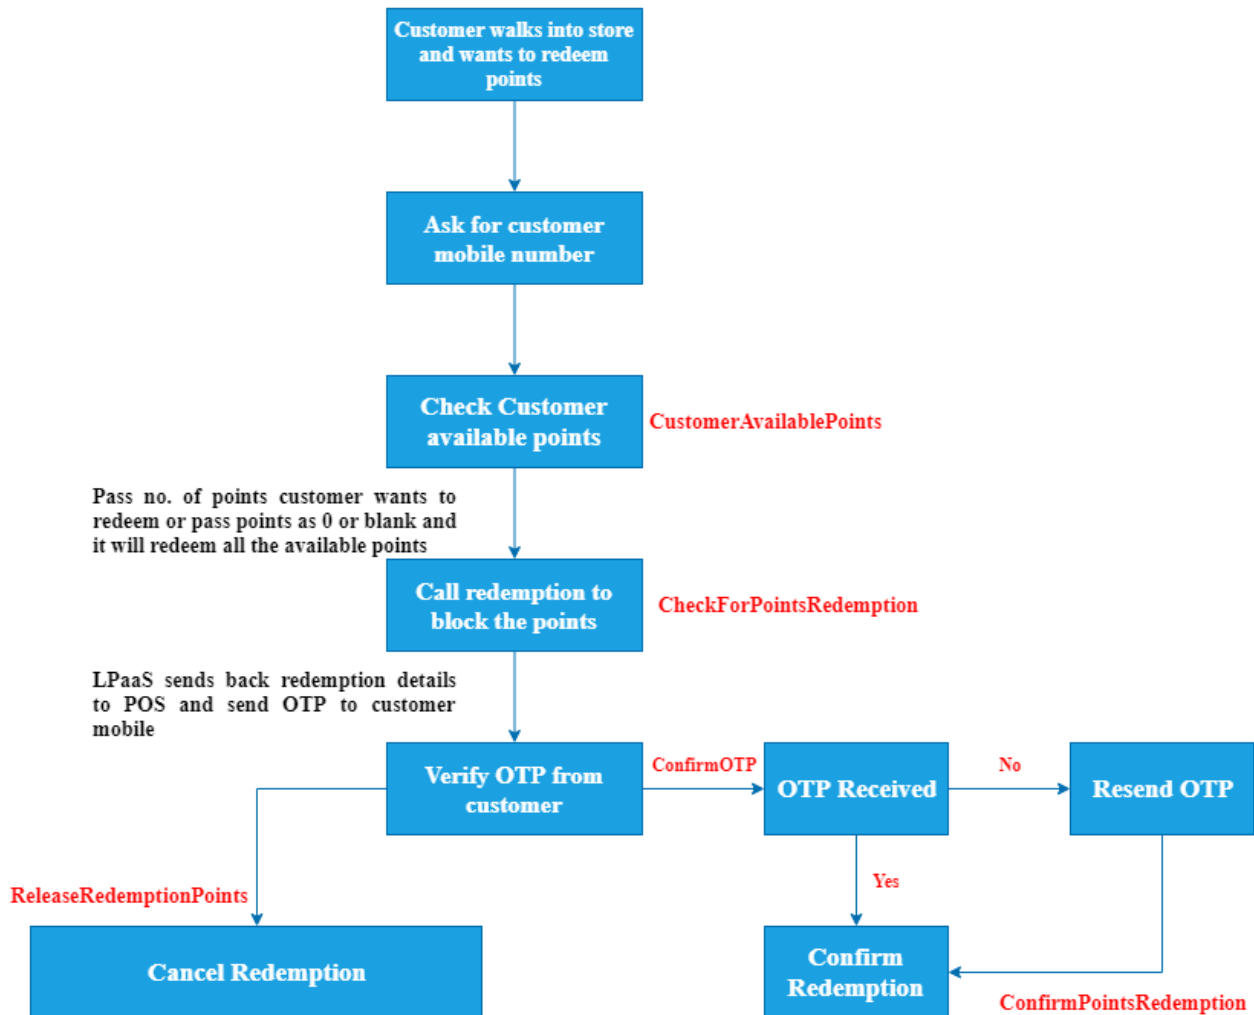 Customer walks into store
and wants to redeem
points
Ask for customer
mobile number
Check Customer
available points
CustomerAvailablePoints
Pass no. of points customer wants to
redeem or pass points as 0 or blank and
it will redeem all the available points
Call redemption to
block the points
CheckForPointsRedemption
LPaaS sends back redemption details
to POS and send OTP to customer
mobile
Verify OTP from
customer
ConfirmOTP
OTP Received
No
Resend OTP
Yes
ReleaseRedemptionPoints
Cancel Redemption
Confirm
Redemption
ConfirmPointsRedemption